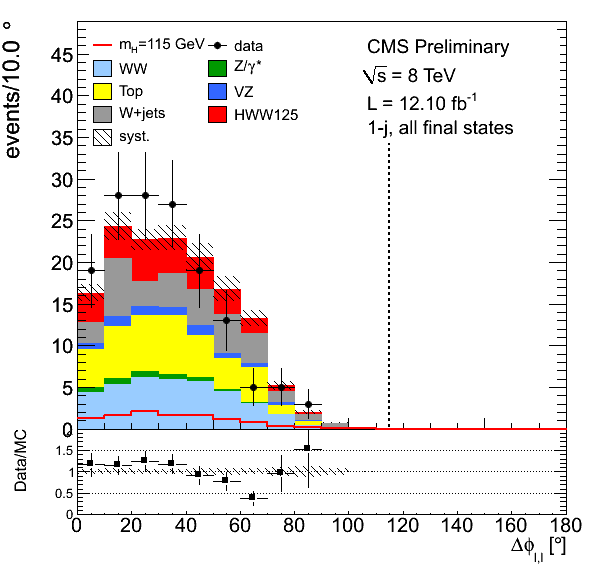 events/10.0 °
45
40
35
30
25
20
15
10
5
0
m_H=115 GeV
data
WW
Z/γ*
Top
VZ
W+jets
HWW125
syst.
CMS Preliminary
√s = 8 TeV
L = 12.10 fb⁻¹
1-j, all final states
Data/MC
2
1.5
1
0.5
0
0 20 40 60 80 100 120 140 160 180
Δϕ_l,l [°]